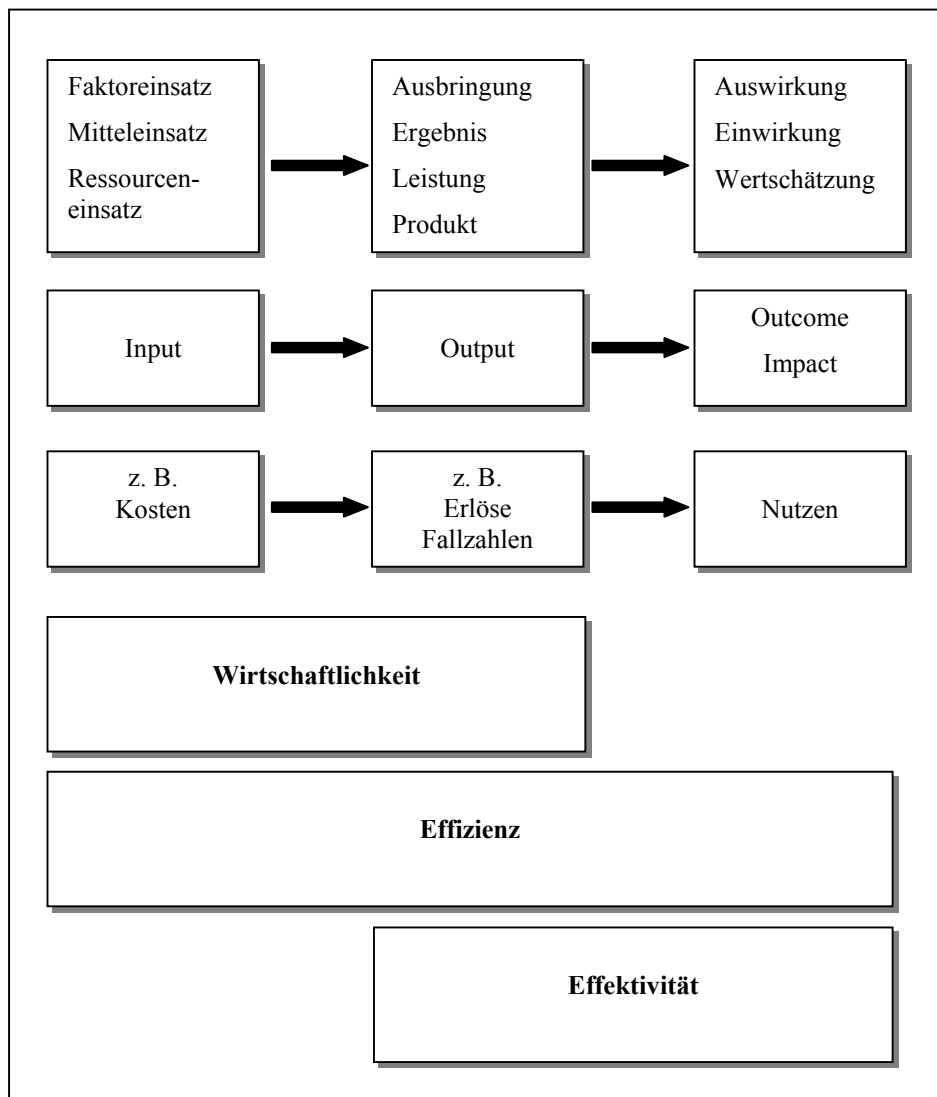 Faktoreinsatz
Mitteleinsatz
Ressourcen-
einsatz
Ausbringung
Ergebnis
Leistung
Produkt
Auswirkung
Einwirkung
Wertschätzung
Input
Output
Outcome
Impact
z. B.
Kosten
z. B.
Erlöse
Fallzahlen
Nutzen
Wirtschaftlichkeit
Effizienz
Effektivität